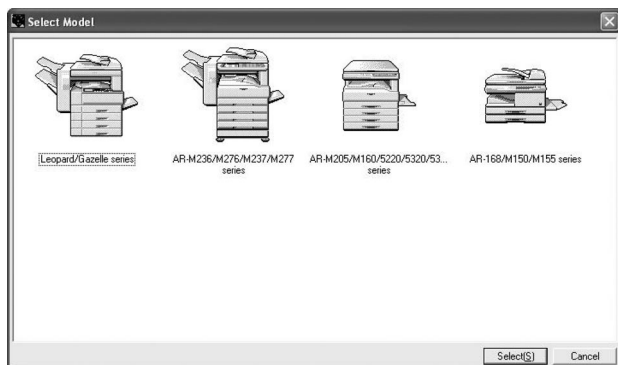 Select Model
Leopard/Gazelle series
AR-M236/M276/M237/M277
series
AR-M205/M160/5220/5320/53...
series
AR-168/M150/M155 series
Select(S)
Cancel